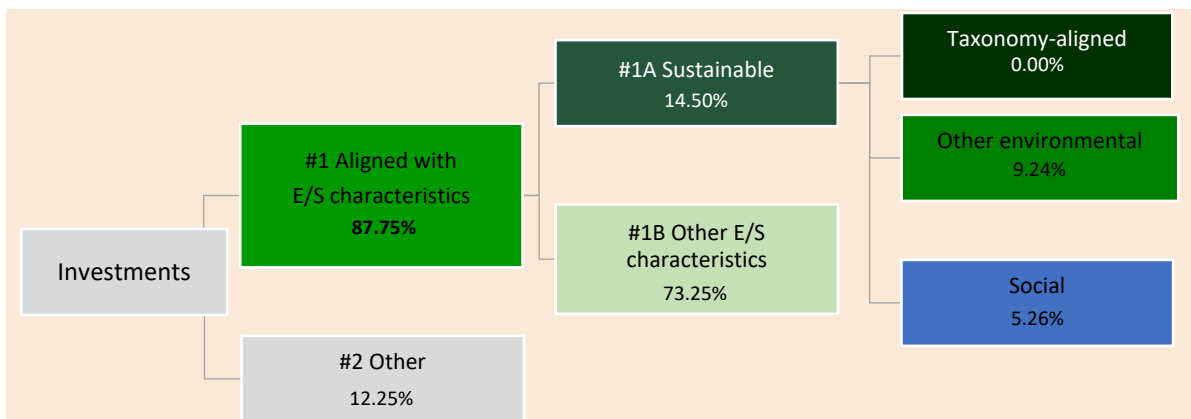 Investments
#1 Aligned with
E/S characteristics
87.75%
#2 Other
12.25%
#1A Sustainable
14.50%
#1B Other E/S
characteristics
73.25%
Taxonomy-aligned
0.00%
Other environmental
9.24%
Social
5.26%